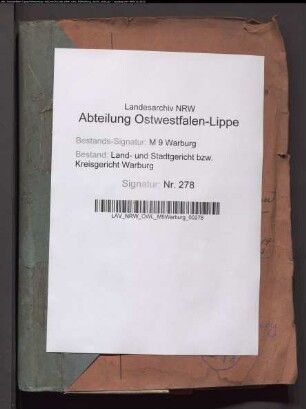 Landesarchiv NRW
Abteilung Ostwestfalen-Lippe
Bestands-Signatur: M 9 Warburg
Bestand: Land- und Stadtgericht bzw.
Kreisgericht Warburg
Signatur: Nr. 278
LAV_NRW_OWL_M9Warburg_00278